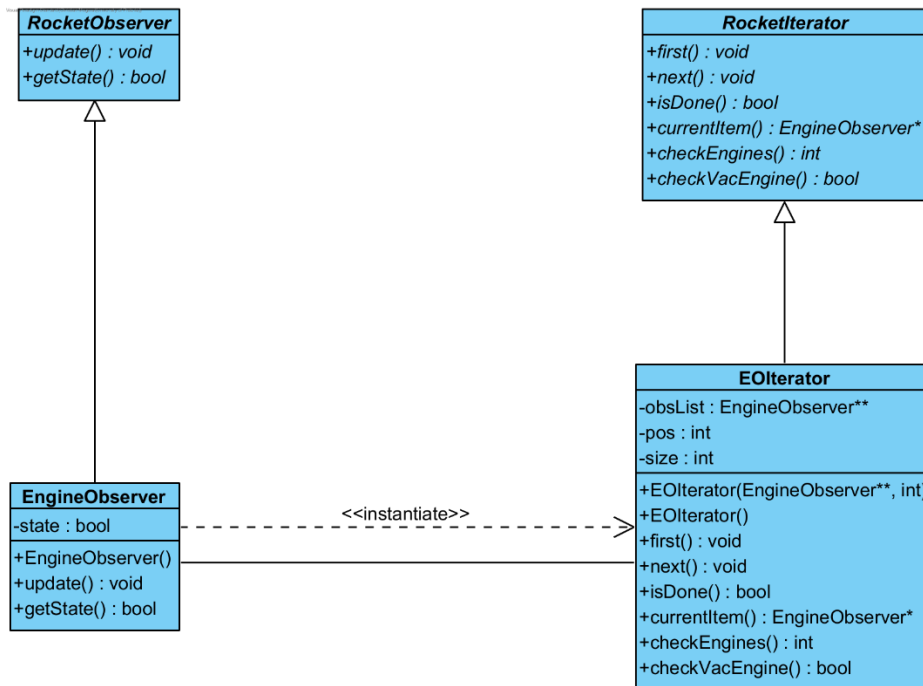 RocketObserver
+update() : void
+getState() : bool
RocketIterator
+first() : void
+next() : void
+isDone() : bool
+currentItem() : EngineObserver*
+checkEngines() : int
+checkVacEngine() : bool
EngineObserver
-state : bool
+EngineObserver()
+update() : void
+getState() : bool
<<instantiate>>
EOIterator
-obsList : EngineObserver**
-pos : int
-size : int
+EOIterator(EngineObserver**, int)
+EOIterator()
+first() : void
+next() : void
+isDone() : bool
+currentItem() : EngineObserver*
+checkEngines() : int
+checkVacEngine() : bool